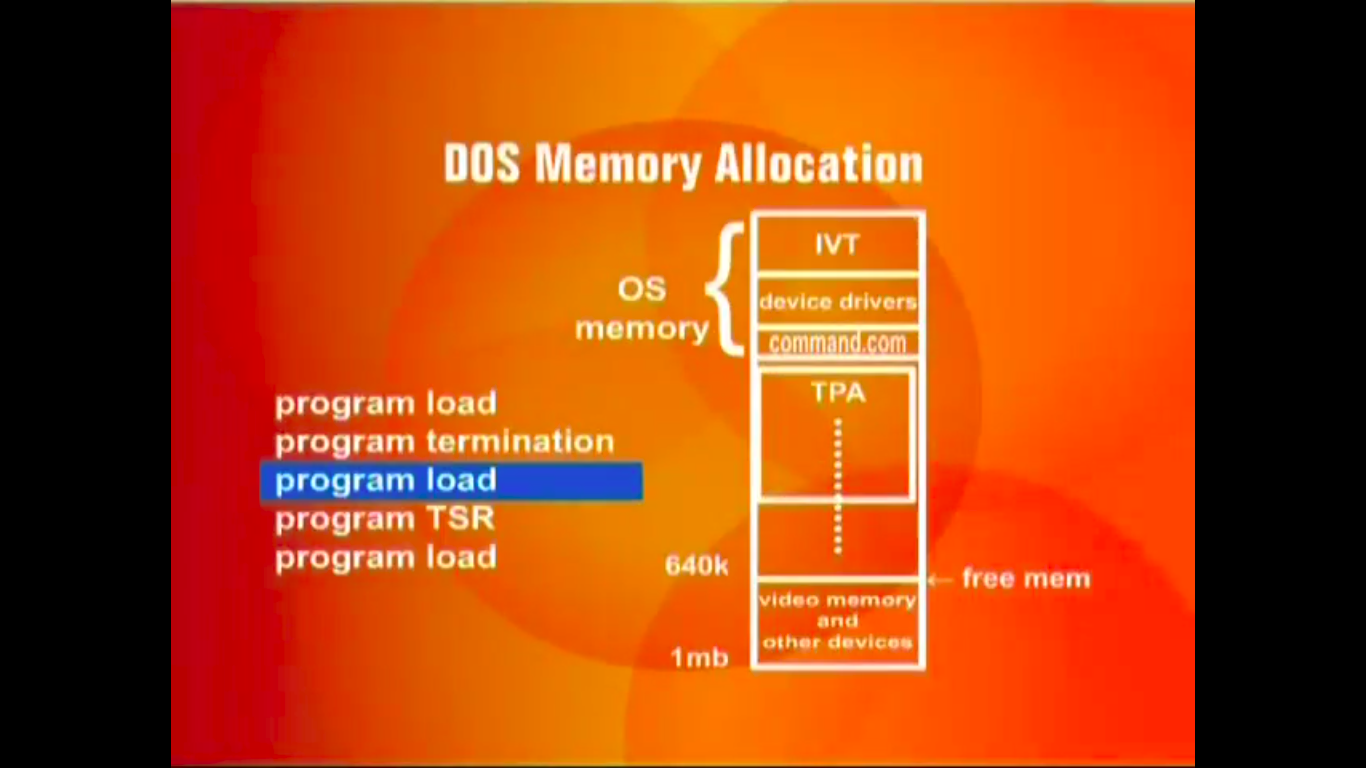 DOS Memory Allocation
IVT
OS
memory
device drivers
command.com
TPA
program load
program termination
program load
program TSR
program load
640k
free mem
video memory
and
other devices
1mb